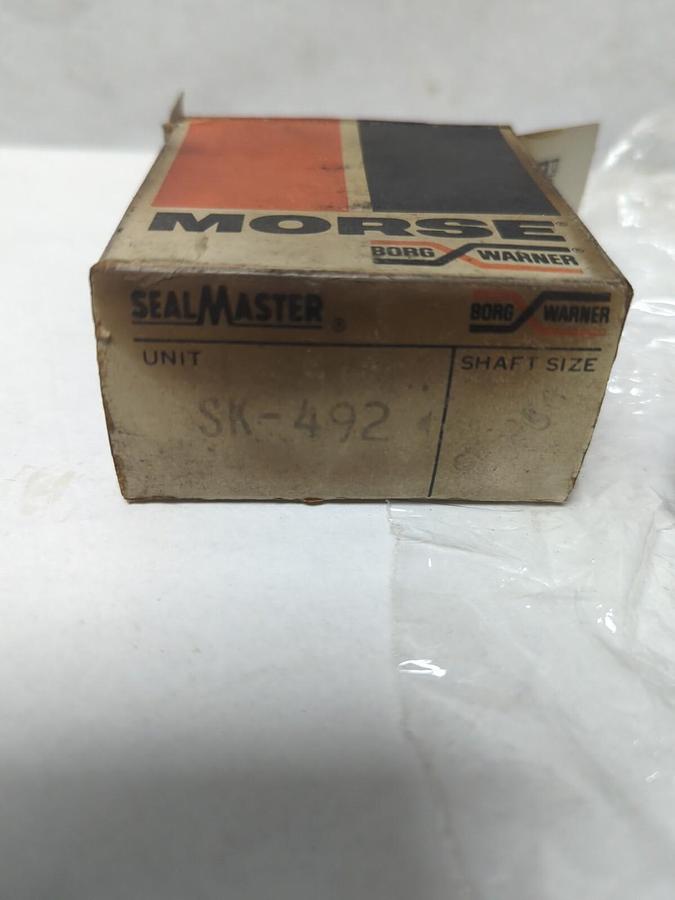 MORSE®
BORG WARNER®
SEALMASTER® BORG WARNER
UNIT SHAFT SIZE
SK-492